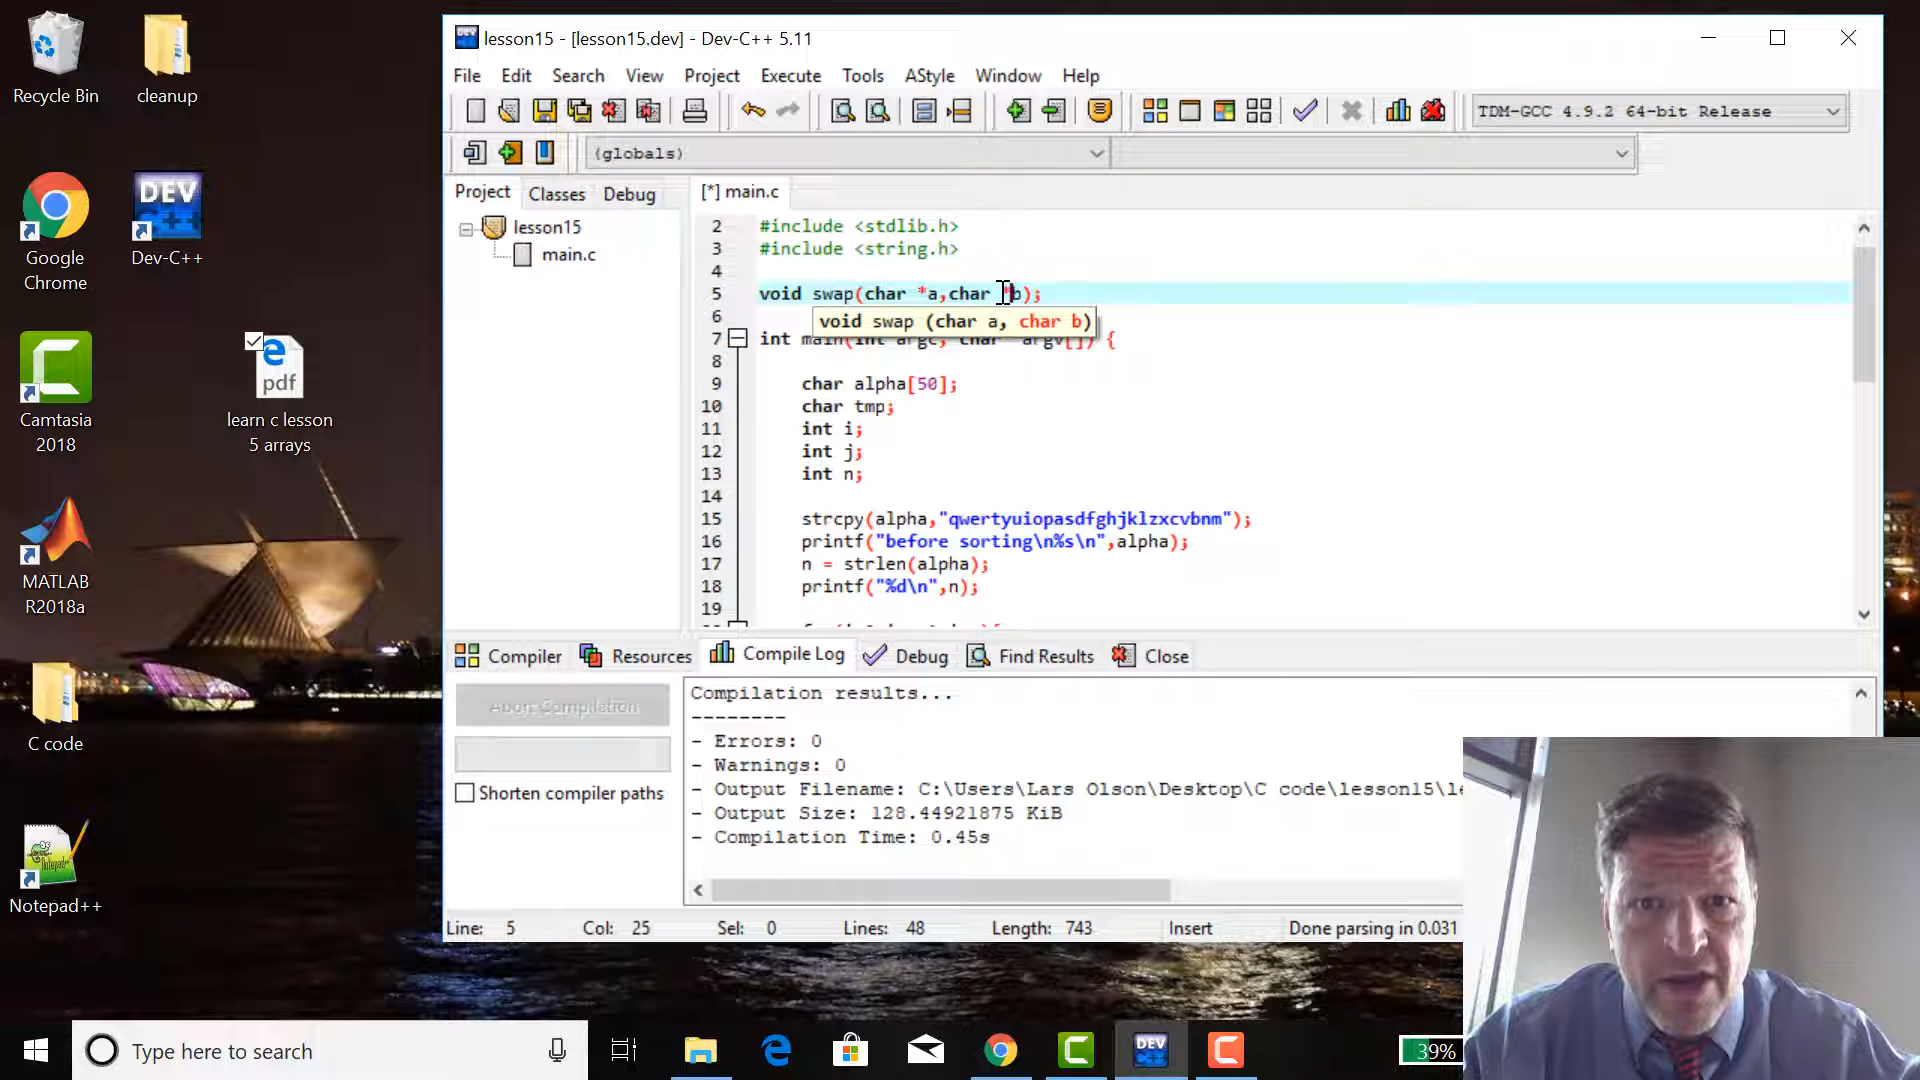 Recycle Bin
cleanup
Google
Chrome
DEV
C++
Dev-C++
Camtasia
2018
pdf
learn c lesson
5 arrays
MATLAB
R2018a
C code
Notepad++
lesson15 - [lesson15.dev] - Dev-C++ 5.11
File Edit Search View Project Execute Tools AStyle Window Help
TDM-GCC 4.9.2 64-bit Release
(globals)
Project Classes Debug
[*] main.c
lesson15
main.c
2 #include <stdlib.h>
3 #include <string.h>
4
5 void swap(char *a,char *b);
6
void swap (char a, char b)
7 int main(int argc, char argv[]) {
8
9 char alpha[50];
10 char tmp;
11 int i;
12 int j;
13 int n;
14
15 strcpy(alpha,"qwertyuiopasdfghjklzxcvbnm");
16 printf("before sorting\n%s\n",alpha);
17 n = strlen(alpha);
18 printf("%d\n",n);
19
Compiler Resources Compile Log Debug Find Results Close
Abort Compilation
Shorten compiler paths
Compilation results...
--------
- Errors: 0
- Warnings: 0
- Output Filename: C:\Users\Lars Olson\Desktop\C code\lesson15\le
- Output Size: 128.44921875 KiB
- Compilation Time: 0.45s
Line: 5 Col: 25 Sel: 0 Lines: 48 Length: 743 Insert Done parsing in 0.031
Type here to search
DEV
C++
39%